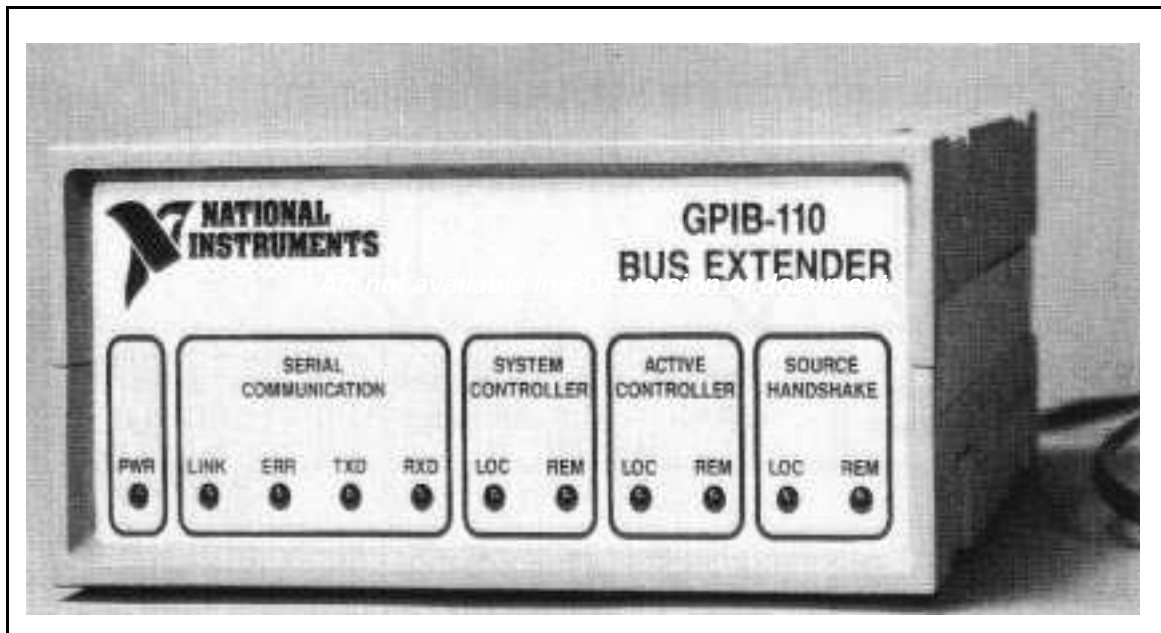 NATIONAL
INSTRUMENTS
GPIB-110
BUS EXTENDER
Art not available in PDF version of document.
SERIAL
COMMUNICATION
SYSTEM
CONTROLLER
ACTIVE
CONTROLLER
SOURCE
HANDSHAKE
PWR LINK ERR TXD RXD LOC REM LOC REM LOC REM